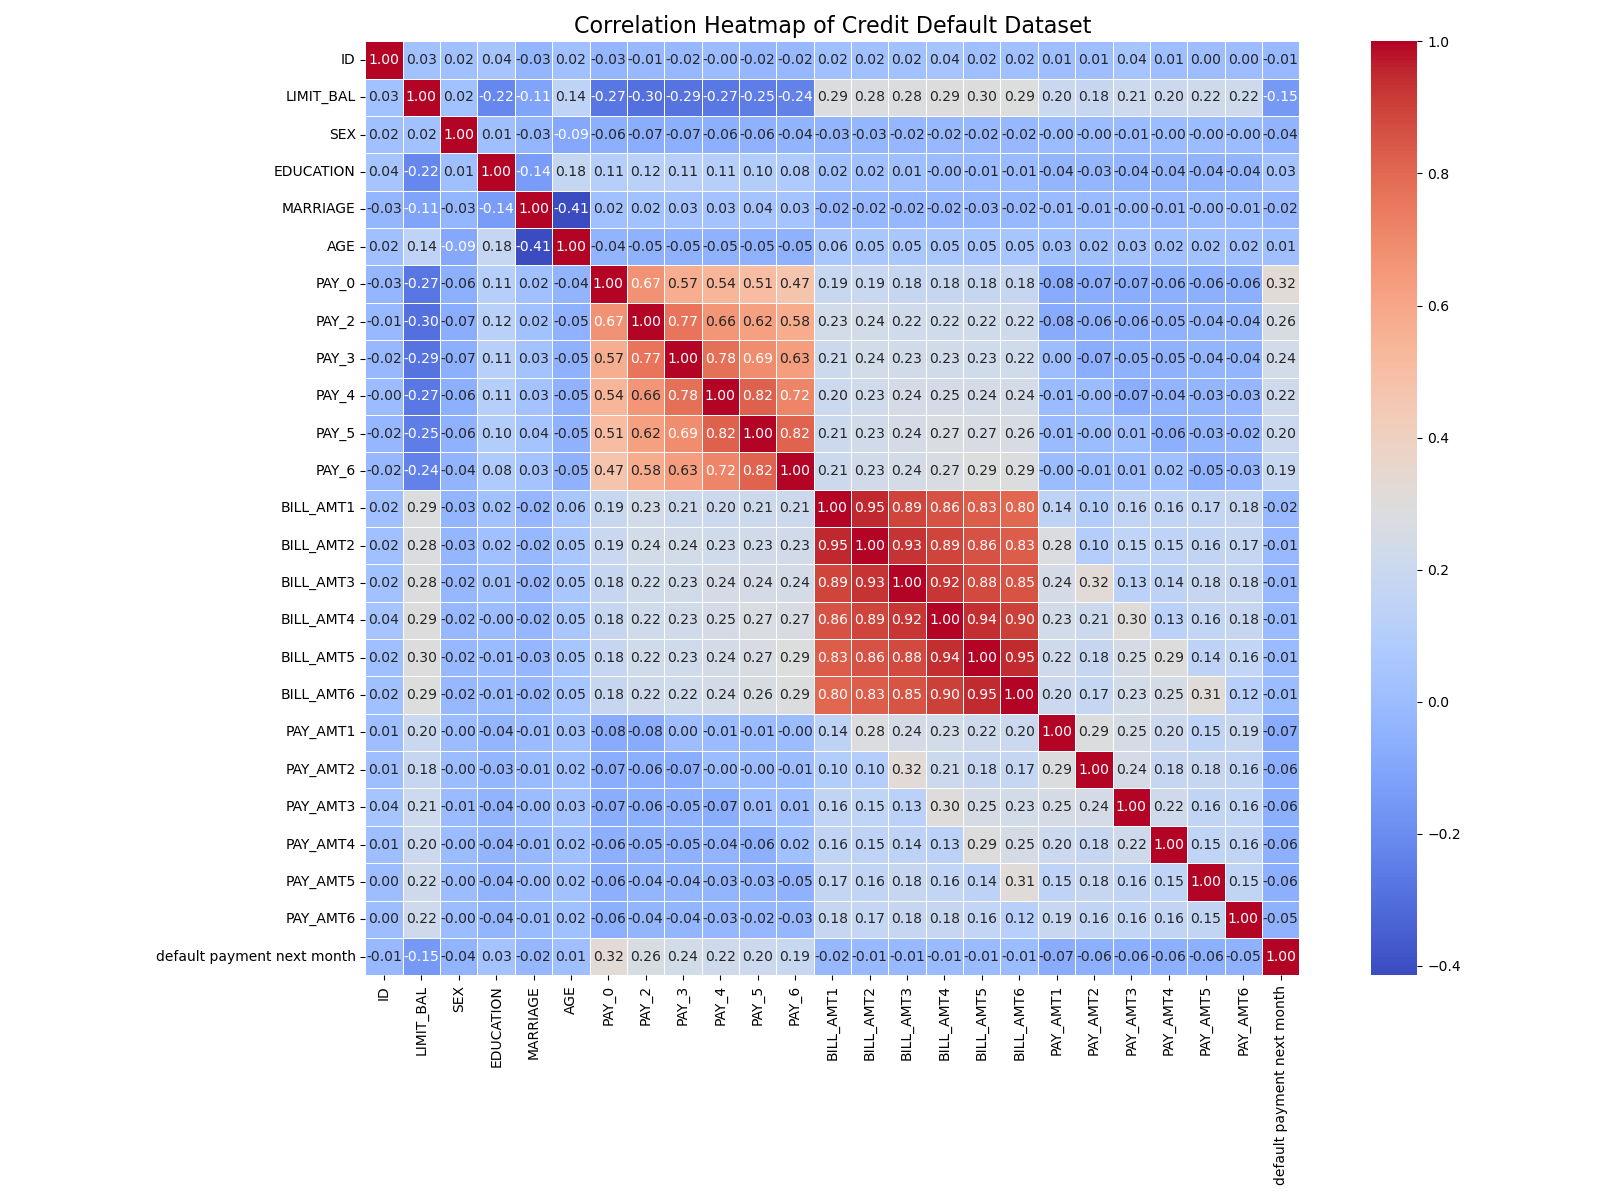 Correlation Heatmap of Credit Default Dataset
ID 1.00 0.03 0.02 0.04 -0.03 0.02 -0.03 -0.01 -0.02 -0.00 -0.02 -0.02 0.02 0.02 0.02 0.04 0.02 0.02 0.01 0.01 0.04 0.01 0.00 0.00 -0.01 1.0
LIMIT_BAL 0.03 1.00 0.02 -0.22 -0.11 0.14 -0.27 -0.30 -0.29 -0.27 -0.25 -0.24 0.29 0.28 0.28 0.29 0.30 0.29 0.20 0.18 0.21 0.20 0.22 0.22 -0.15
SEX 0.02 0.02 1.00 0.01 -0.03 -0.09 -0.06 -0.07 -0.07 -0.06 -0.06 -0.04 -0.03 -0.03 -0.02 -0.02 -0.02 -0.02 -0.00 -0.00 -0.01 -0.00 -0.00 -0.00 -0.04
EDUCATION 0.04 -0.22 0.01 1.00 -0.14 0.18 0.11 0.12 0.11 0.11 0.10 0.08 0.02 0.02 0.01 -0.00 -0.01 -0.01 -0.04 -0.03 -0.04 -0.04 -0.04 -0.04 0.03 0.8
MARRIAGE -0.03 -0.11 -0.03 -0.14 1.00 -0.41 0.02 0.02 0.03 0.03 0.04 0.03 -0.02 -0.02 -0.02 -0.02 -0.03 -0.02 -0.01 -0.01 -0.00 -0.01 -0.00 -0.01 -0.02
AGE 0.02 0.14 -0.09 0.18 -0.41 1.00 -0.04 -0.05 -0.05 -0.05 -0.05 -0.05 0.06 0.05 0.05 0.05 0.05 0.05 0.03 0.02 0.03 0.02 0.02 0.02 0.01
PAY_0 -0.03 -0.27 -0.06 0.11 0.02 -0.04 1.00 0.67 0.57 0.54 0.51 0.47 0.19 0.19 0.18 0.18 0.18 0.18 -0.08 -0.07 -0.07 -0.06 -0.06 -0.06 0.32
PAY_2 -0.01 -0.30 -0.07 0.12 0.02 -0.05 0.67 1.00 0.77 0.66 0.62 0.58 0.23 0.24 0.22 0.22 0.22 0.22 -0.08 -0.06 -0.06 -0.05 -0.04 -0.04 0.26 0.6
PAY_3 -0.02 -0.29 -0.07 0.11 0.03 -0.05 0.57 0.77 1.00 0.78 0.69 0.63 0.21 0.24 0.23 0.23 0.23 0.22 0.00 -0.07 -0.05 -0.05 -0.04 -0.04 0.24
PAY_4 -0.00 -0.27 -0.06 0.11 0.03 -0.05 0.54 0.66 0.78 1.00 0.82 0.72 0.20 0.23 0.24 0.25 0.24 0.24 -0.01 -0.00 -0.07 -0.04 -0.03 -0.03 0.22
PAY_5 -0.02 -0.25 -0.06 0.10 0.04 -0.05 0.51 0.62 0.69 0.82 1.00 0.82 0.21 0.23 0.24 0.27 0.27 0.26 -0.01 -0.00 0.01 -0.06 -0.03 -0.02 0.20 0.4
PAY_6 -0.02 -0.24 -0.04 0.08 0.03 -0.05 0.47 0.58 0.63 0.72 0.82 1.00 0.21 0.23 0.24 0.27 0.29 0.29 -0.00 -0.01 0.01 0.02 -0.05 -0.03 0.19
BILL_AMT1 0.02 0.29 -0.03 0.02 -0.02 0.06 0.19 0.23 0.21 0.20 0.21 0.21 1.00 0.95 0.89 0.86 0.83 0.80 0.14 0.10 0.16 0.16 0.17 0.18 -0.02
BILL_AMT2 0.02 0.28 -0.03 0.02 -0.02 0.05 0.19 0.24 0.24 0.23 0.23 0.23 0.95 1.00 0.93 0.89 0.86 0.83 0.28 0.10 0.15 0.15 0.16 0.17 -0.01
BILL_AMT3 0.02 0.28 -0.02 0.01 -0.02 0.05 0.18 0.22 0.23 0.24 0.24 0.24 0.89 0.93 1.00 0.92 0.88 0.85 0.24 0.32 0.13 0.14 0.18 0.18 -0.01 0.2
BILL_AMT4 0.04 0.29 -0.02 -0.00 -0.02 0.05 0.18 0.22 0.23 0.25 0.27 0.27 0.86 0.89 0.92 1.00 0.94 0.90 0.23 0.21 0.30 0.13 0.16 0.18 -0.01
BILL_AMT5 0.02 0.30 -0.02 -0.01 -0.03 0.05 0.18 0.22 0.23 0.24 0.27 0.29 0.83 0.86 0.88 0.94 1.00 0.95 0.22 0.18 0.25 0.29 0.14 0.16 -0.01
BILL_AMT6 0.02 0.29 -0.02 -0.01 -0.02 0.05 0.18 0.22 0.22 0.24 0.26 0.29 0.80 0.83 0.85 0.90 0.95 1.00 0.20 0.17 0.23 0.25 0.31 0.12 -0.01 0.0
PAY_AMT1 0.01 0.20 -0.00 -0.04 -0.01 0.03 -0.08 -0.08 0.00 -0.01 -0.01 -0.00 0.14 0.28 0.24 0.23 0.22 0.20 1.00 0.29 0.25 0.20 0.15 0.19 -0.07
PAY_AMT2 0.01 0.18 -0.00 -0.03 -0.01 0.02 -0.07 -0.06 -0.07 -0.00 -0.00 -0.01 0.10 0.10 0.32 0.21 0.18 0.17 0.29 1.00 0.24 0.18 0.18 0.16 -0.06
PAY_AMT3 0.04 0.21 -0.01 -0.04 -0.00 0.03 -0.07 -0.06 -0.05 -0.07 0.01 0.01 0.16 0.15 0.13 0.30 0.25 0.23 0.25 0.24 1.00 0.22 0.16 0.16 -0.06
PAY_AMT4 0.01 0.20 -0.00 -0.04 -0.01 0.02 -0.06 -0.05 -0.05 -0.04 -0.06 0.02 0.16 0.15 0.14 0.13 0.29 0.25 0.20 0.18 0.22 1.00 0.15 0.16 -0.06 -0.2
PAY_AMT5 0.00 0.22 -0.00 -0.04 -0.00 0.02 -0.06 -0.04 -0.04 -0.03 -0.03 -0.05 0.17 0.16 0.18 0.16 0.14 0.31 0.15 0.18 0.16 0.15 1.00 0.15 -0.06
PAY_AMT6 0.00 0.22 -0.00 -0.04 -0.01 0.02 -0.06 -0.04 -0.04 -0.03 -0.02 -0.03 0.18 0.17 0.18 0.18 0.16 0.12 0.19 0.16 0.16 0.16 0.15 1.00 -0.05
default payment next month -0.01 -0.15 -0.04 0.03 -0.02 0.01 0.32 0.26 0.24 0.22 0.20 0.19 -0.02 -0.01 -0.01 -0.01 -0.01 -0.01 -0.07 -0.06 -0.06 -0.06 -0.06 -0.05 1.00 -0.4
ID LIMIT_BAL SEX EDUCATION MARRIAGE AGE PAY_0 PAY_2 PAY_3 PAY_4 PAY_5 PAY_6 BILL_AMT1 BILL_AMT2 BILL_AMT3 BILL_AMT4 BILL_AMT5 BILL_AMT6 PAY_AMT1 PAY_AMT2 PAY_AMT3 PAY_AMT4 PAY_AMT5 PAY_AMT6 default payment next month